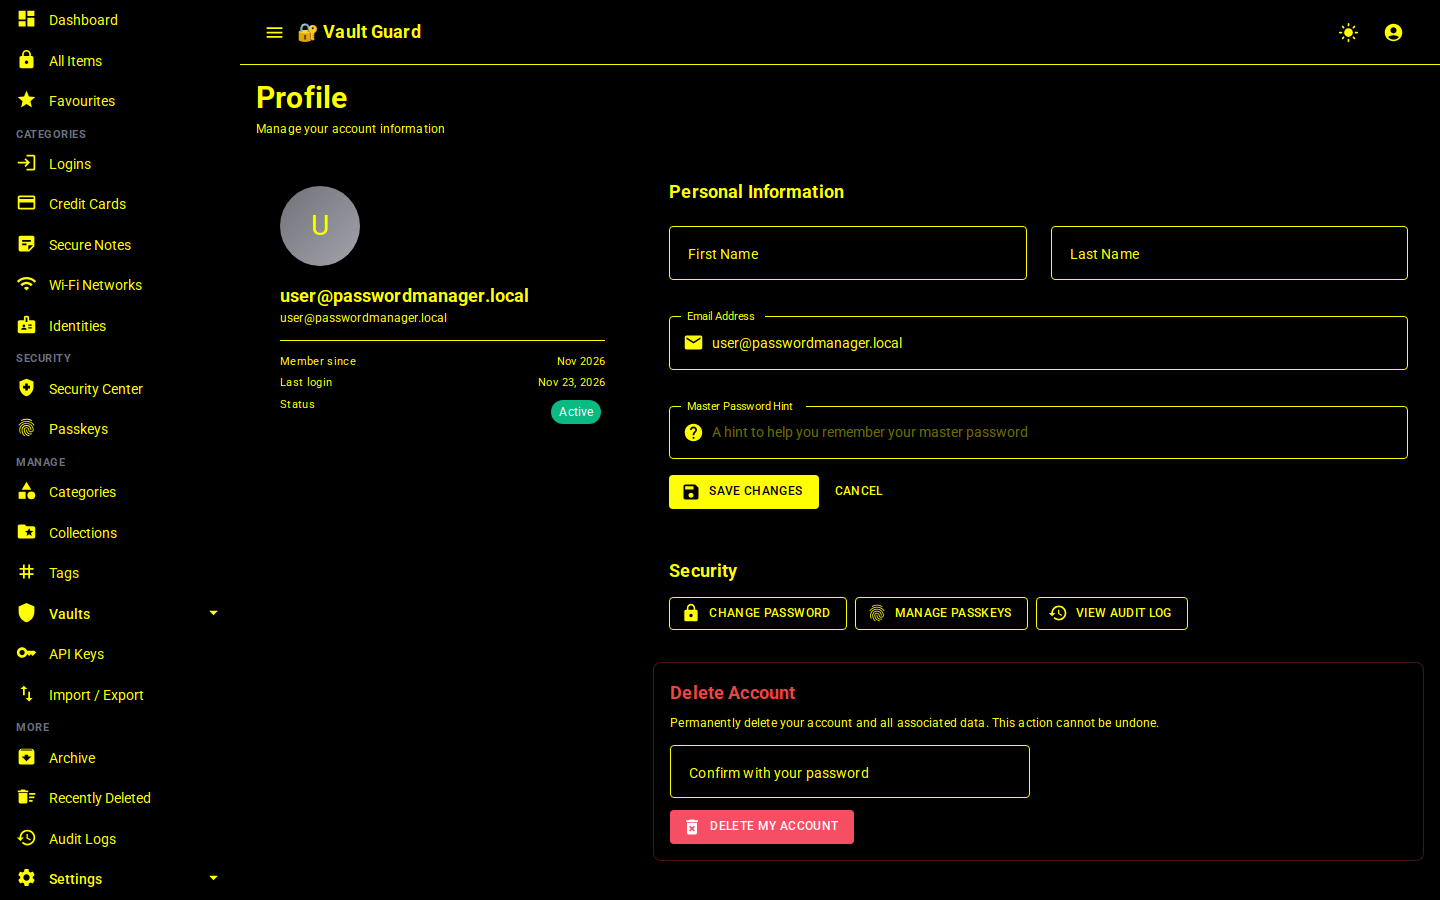 Dashboard
All Items
Favourites
CATEGORIES
Logins
Credit Cards
Secure Notes
Wi-Fi Networks
Identities
SECURITY
Security Center
Passkeys
MANAGE
Categories
Collections
Tags
Vaults
API Keys
Import / Export
MORE
Archive
Recently Deleted
Audit Logs
Settings
🔐 Vault Guard
Profile
Manage your account information
U
user@passwordmanager.local
user@passwordmanager.local
Member since Nov 2026
Last login Nov 23, 2026
Status Active
Personal Information
First Name Last Name
Email Address
user@passwordmanager.local
Master Password Hint
A hint to help you remember your master password
SAVE CHANGES CANCEL
Security
CHANGE PASSWORD MANAGE PASSKEYS VIEW AUDIT LOG
Delete Account
Permanently delete your account and all associated data. This action cannot be undone.
Confirm with your password
DELETE MY ACCOUNT